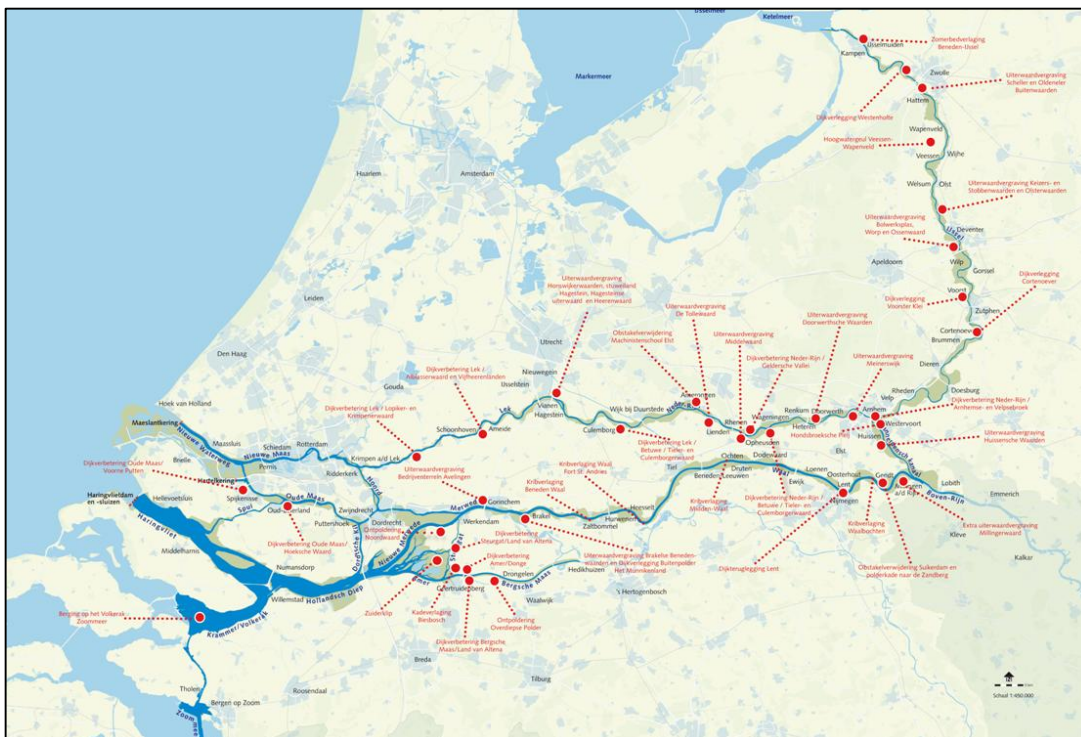 IJsselmeer
Ketelmeer
Markermeer
IJsselmuiden
Kampen
Zomerbedverlaging
Beneden-IJssel
Zwolle
Uiterwaardvergraving
Scheller en Oldeneler
Buitenwaarden
Hattem
Dijkverlegging Westenholte
Wapenveld
Hoogwatergeul Veessen-
Wapenveld
Veessen
Wijhe
Welsum
Olst
Uiterwaardvergraving Keizers- en
Stobbenwaarden en Olsterwaarden
Uiterwaardvergraving
Bolwerksplas,
Worp en Ossenwaard
IJssel
Deventer
Apeldoorn
Wilp
Gorssel
Dijkverlegging
Cortenoever
Voorst
Dijkverlegging
Voorster Klei
Zutphen
Cortenoever
Brummen
Dieren
Doesburg
Rheden
Velp
Haarlem
Amsterdam
Leiden
Den Haag
Utrecht
Nieuwegein
IJsselstein
Gouda
Uiterwaardvergraving
Honswijkerwaarden, stuweiland
Hagestein, Hagesteinse
uiterwaard en Heerenwaard
Uiterwaardvergraving
De Tollewaard
Obstakelverwijdering
Machinistenschool Elst
Uiterwaardvergraving
Middelwaard
Uiterwaardvergraving
Doorwerthsche Waarden
Dijkverbetering Neder-Rijn /
Geldersche Vallei
Uiterwaardvergraving
Meinerswijk
Dijkverbetering Neder-Rijn /
Arnhemse- en Velpsebroek
Uiterwaardvergraving
Huissensche Waarden
Dijkverbetering Lek /
Alblasserwaard en Vijfheerenlanden
Dijkverbetering Lek / Lopiker- en
Krimpenerwaard
Hoek van Holland
Maeslantkering
Nieuwe Waterweg
Maassluis
Schiedam
Rotterdam
Nieuwe Maas
Pernis
Brielle
Hartelkering
Spijkenisse
Dijkverbetering Oude Maas/
Voorne Putten
Ridderkerk
Krimpen a/d Lek
Schoonhoven
Ameide
Lek
Vianen
Hagestein
Culemborg
Wijk bij Duurstede
Amerongen
Lienden
Rhenen
Opheusden
Wageningen
Renkum
Heteren
Doorwerth
Arnhem
Westervoort
Huissen
Hondsbroeksche Pleij
Elst
Dodewaard
Ochten
Druten
Beneden-Leeuwen
Tiel
Waal
Ewijk
Loenen
Oosterhout
Lent
Nijmegen
Gendt
Millingen
a/d Rijn
Lobith
Boven-Rijn
Emmerich
Kleve
Kalkar
Dijkverbetering Lek /
Betuwe / Tieler- en
Culemborgerwaard
Kribverlaging Waal
Fort St. Andries
Kribverlaging
Beneden Waal
Uiterwaardvergraving
Bedrijventerrein Avelingen
Kribverlaging
Midden-Waal
Dijkverbetering Neder-Rijn /
Betuwe / Tieler- en
Culemborgerwaard
Dijkteruglegging Lent
Kribverlaging
Waalbochten
Obstakelverwijdering Suikerdam en
polderkade naar de Zandberg
Extra uiterwaardvergraving
Millingerwaard
Haringvlietdam
en -sluizen
Hellevoetsluis
Haringvliet
Spui
Oude Maas
Oud-Beijerland
Puttershoek
Zwijndrecht
Noord
Dordrecht
Dordtsche Kil
Middelharnis
Dijkverbetering Oude Maas/
Hoeksche Waard
Numansdorp
Willemstad
Hollandsch Diep
Krammer/Volkerak
Berging op het Volkerak -
Zoommeer
Tholen
Bergen op Zoom
Zoommeer
Roosendaal
Breda
Tilburg
Waalwijk
's Hertogenbosch
Ontpoldering
Noordwaard
Nieuwe Merwede
Merwede
Gorinchem
Werkendam
Brakel
Zaltbommel
Hurwenen
Heesselt
Dijkverbetering
Steurgat/Land van Altena
Dijkverbetering
Amer/Donge
Uiterwaardvergraving Brakelse Beneden-
waarden en Dijkverlegging Buitenpolder
Het Munnikenland
Amer
Geertruidenberg
Drongelen
Bergsche Maas
Hedikhuizen
Zuiderklip
Kadeverlaging
Biesbosch
Ontpoldering
Overdiepse Polder
Dijkverbetering Bergsche
Maas/Land van Altena
Schaal 1:450.000